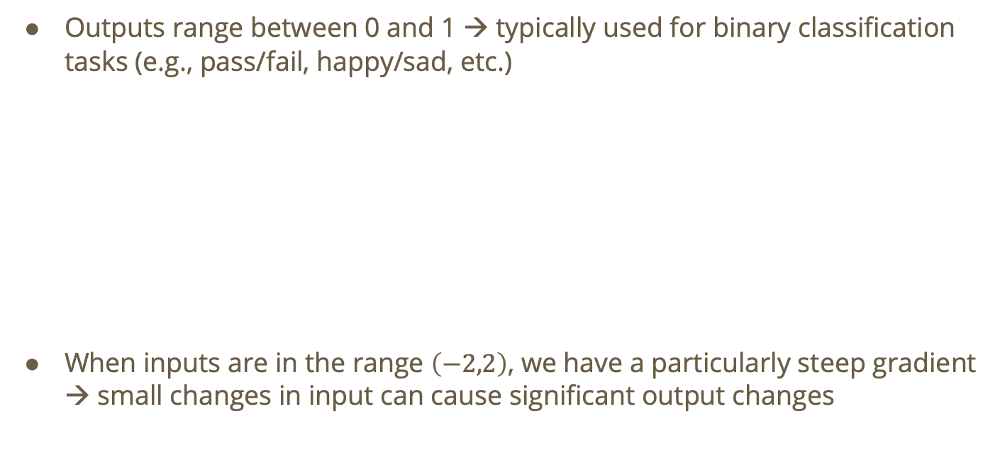 ● Outputs range between 0 and 1 → typically used for binary classification
tasks (e.g., pass/fail, happy/sad, etc.)
● When inputs are in the range (−2,2), we have a particularly steep gradient
→ small changes in input can cause significant output changes